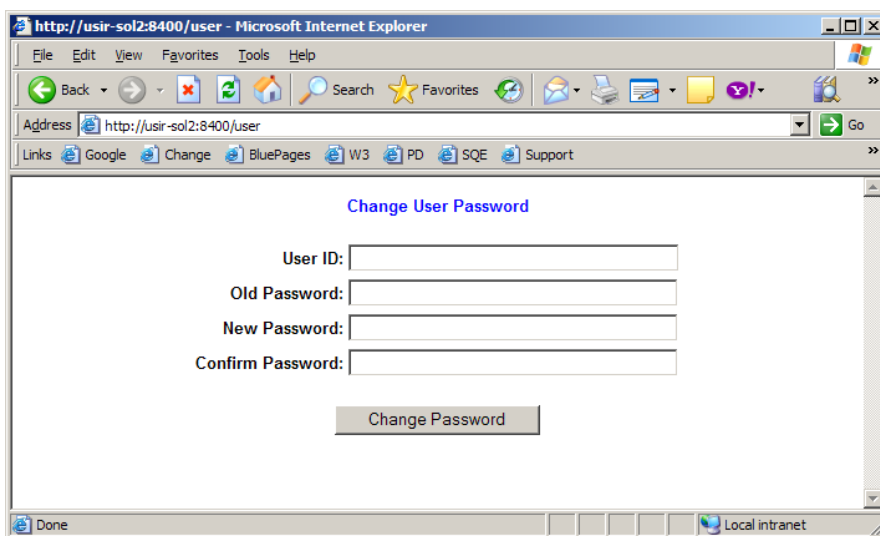 http://usir-sol2:8400/user - Microsoft Internet Explorer
File Edit View Favorites Tools Help
Back Search Favorites Y!
Address http://usir-sol2:8400/user Go
Links Google Change BluePages W3 PD SQE Support
Change User Password
User ID:
Old Password:
New Password:
Confirm Password:
Change Password
Done Local intranet